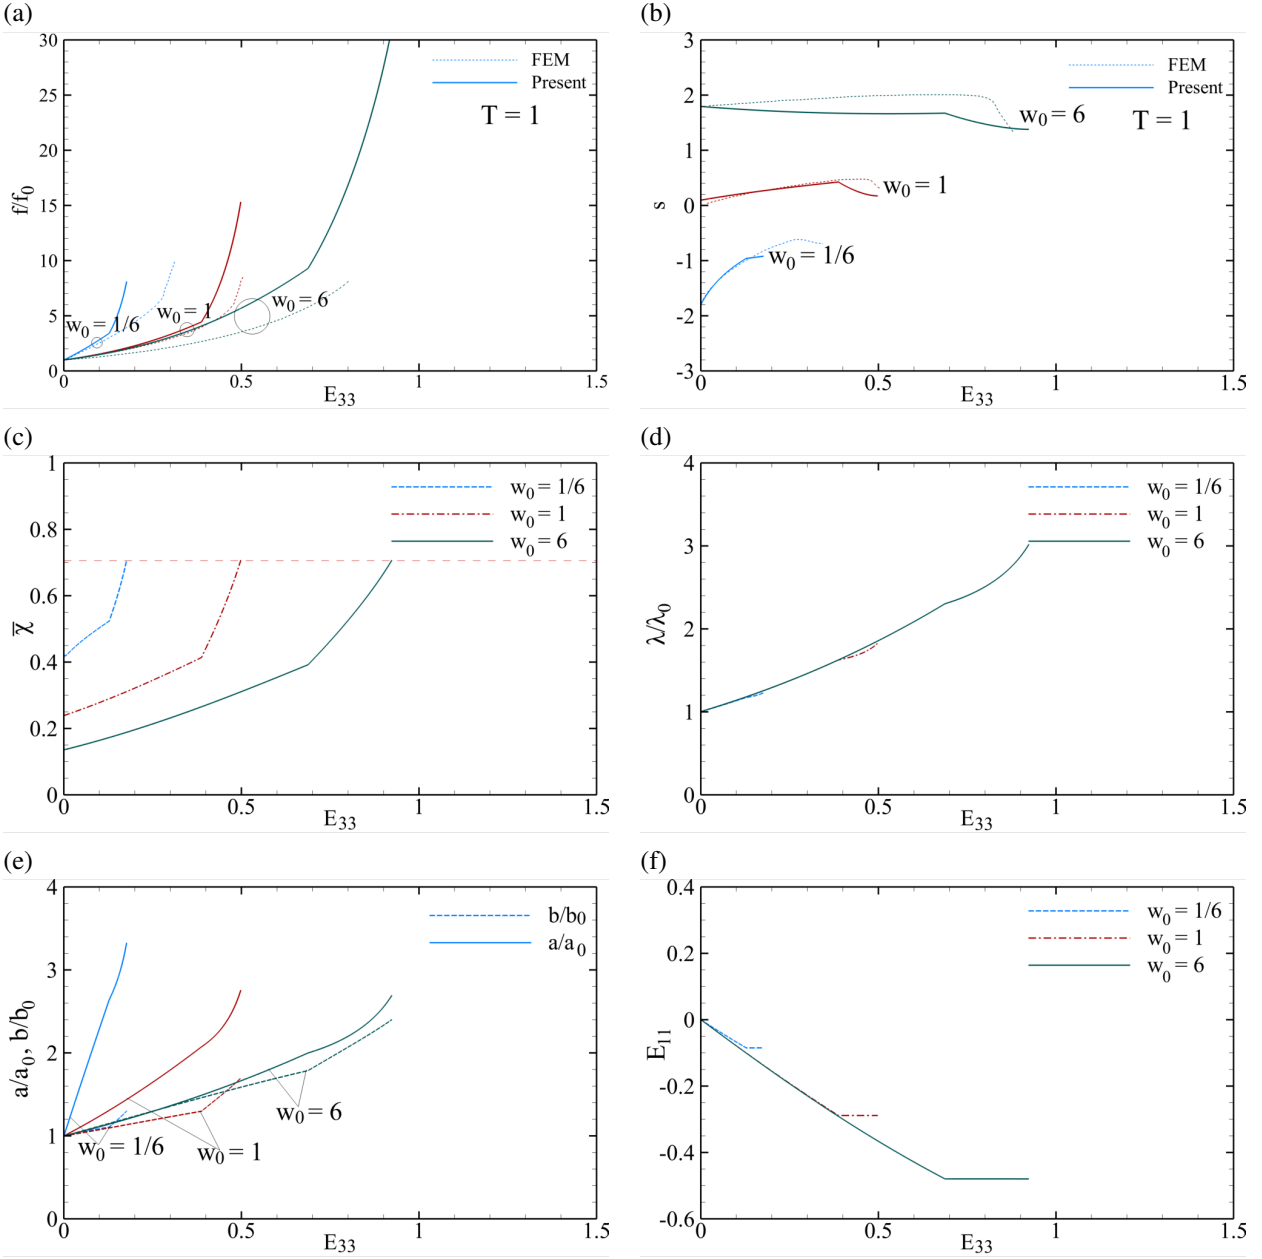 (a)
30
25
20
15
10
5
0
0
0.5
1
1.5
f/f0
E33
FEM
Present
T = 1
w0 = 1/6
w0 = 1
w0 = 6
(b)
3
2
1
0
-1
-2
-3
0
0.5
1
1.5
s
E33
FEM
Present
T = 1
w0 = 6
w0 = 1
w0 = 1/6
(c)
1
0.8
0.6
0.4
0.2
0
0
0.5
1
1.5
χ̅
E33
w0 = 1/6
w0 = 1
w0 = 6
(d)
4
3
2
1
0
0
0.5
1
1.5
λ/λ0
E33
w0 = 1/6
w0 = 1
w0 = 6
(e)
4
3
2
1
0
0
0.5
1
1.5
a/a0, b/b0
E33
b/b0
a/a0
w0 = 6
w0 = 1/6
w0 = 1
(f)
0.4
0.2
0
-0.2
-0.4
-0.6
0
0.5
1
1.5
E11
E33
w0 = 1/6
w0 = 1
w0 = 6